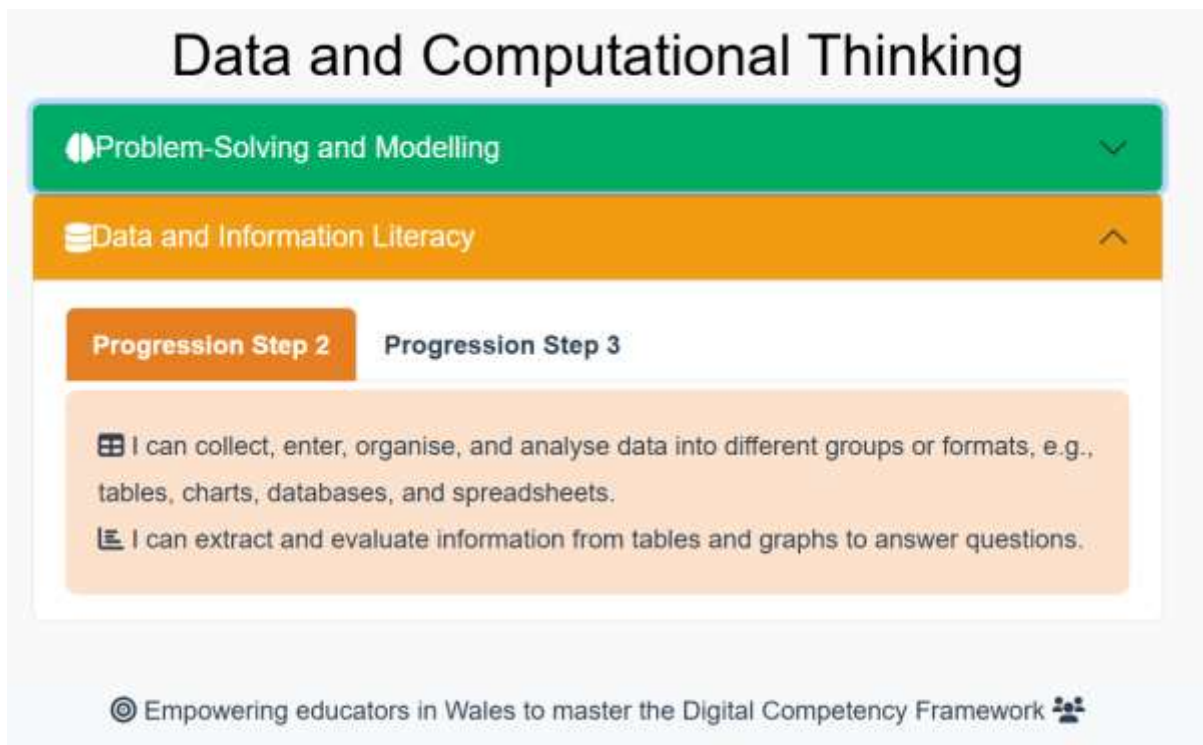 Data and Computational Thinking
Problem-Solving and Modelling
Data and Information Literacy
Progression Step 2
Progression Step 3
I can collect, enter, organise, and analyse data into different groups or formats, e.g.,
tables, charts, databases, and spreadsheets.
I can extract and evaluate information from tables and graphs to answer questions.
Empowering educators in Wales to master the Digital Competency Framework